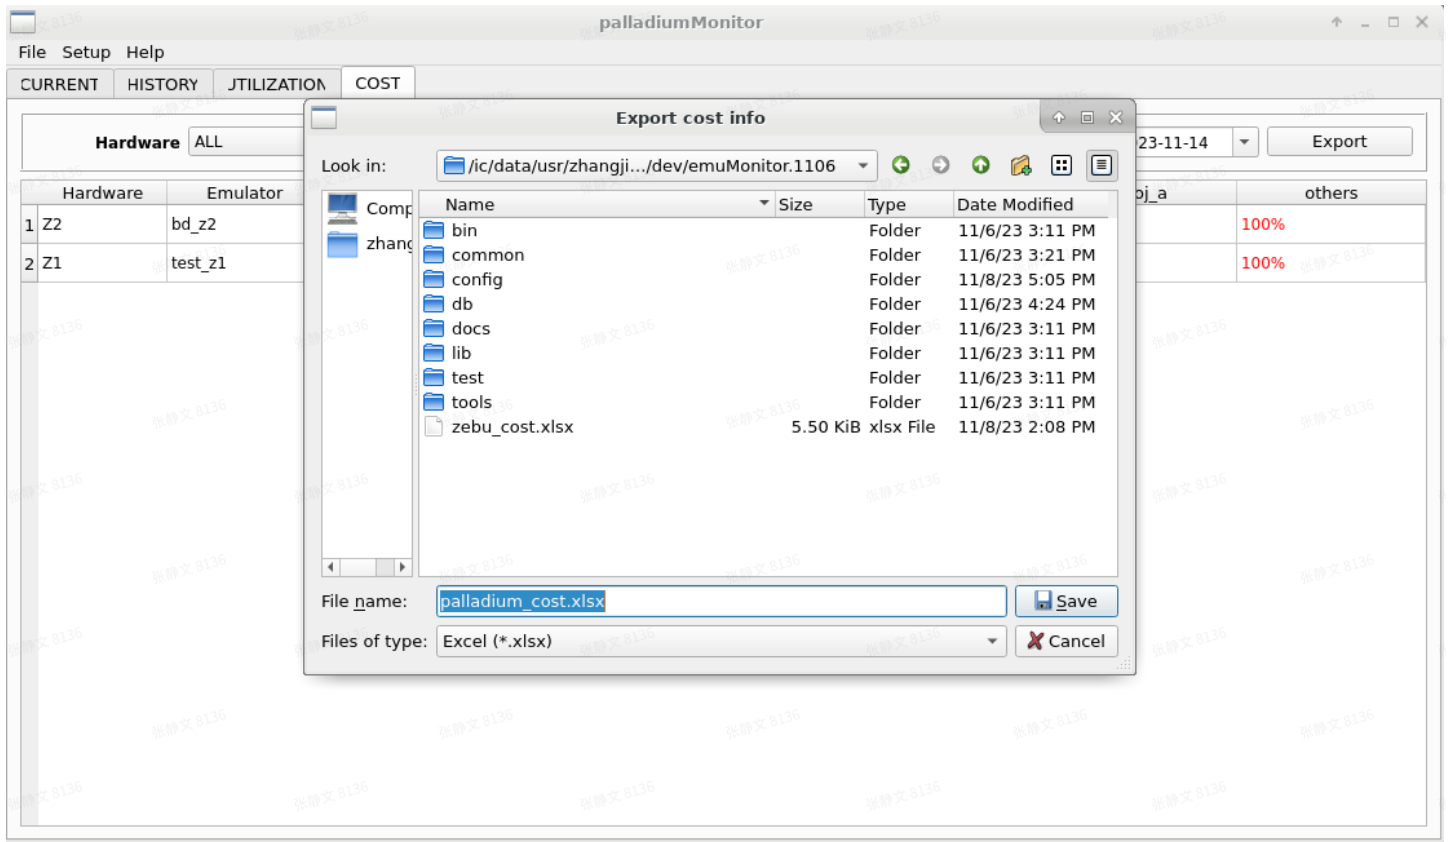 palladiumMonitor
File Setup Help
CURRENT HISTORY UTILIZATION COST
Export cost info
Hardware ALL 23-11-14 Export
Look in: /ic/data/usr/zhangji.../dev/emuMonitor.1106
Hardware Emulator oj_a others
Comp
zhang
Name Size Type Date Modified
1 Z2 bd_z2 100%
2 Z1 test_z1 100%
bin Folder 11/6/23 3:11 PM
common Folder 11/6/23 3:21 PM
config Folder 11/8/23 5:05 PM
db Folder 11/6/23 4:24 PM
docs Folder 11/6/23 3:11 PM
lib Folder 11/6/23 3:11 PM
test Folder 11/6/23 3:11 PM
tools Folder 11/6/23 3:11 PM
zebu_cost.xlsx 5.50 KiB xlsx File 11/8/23 2:08 PM
File name: palladium_cost.xlsx Save
Files of type: Excel (*.xlsx) Cancel
张静文 8136